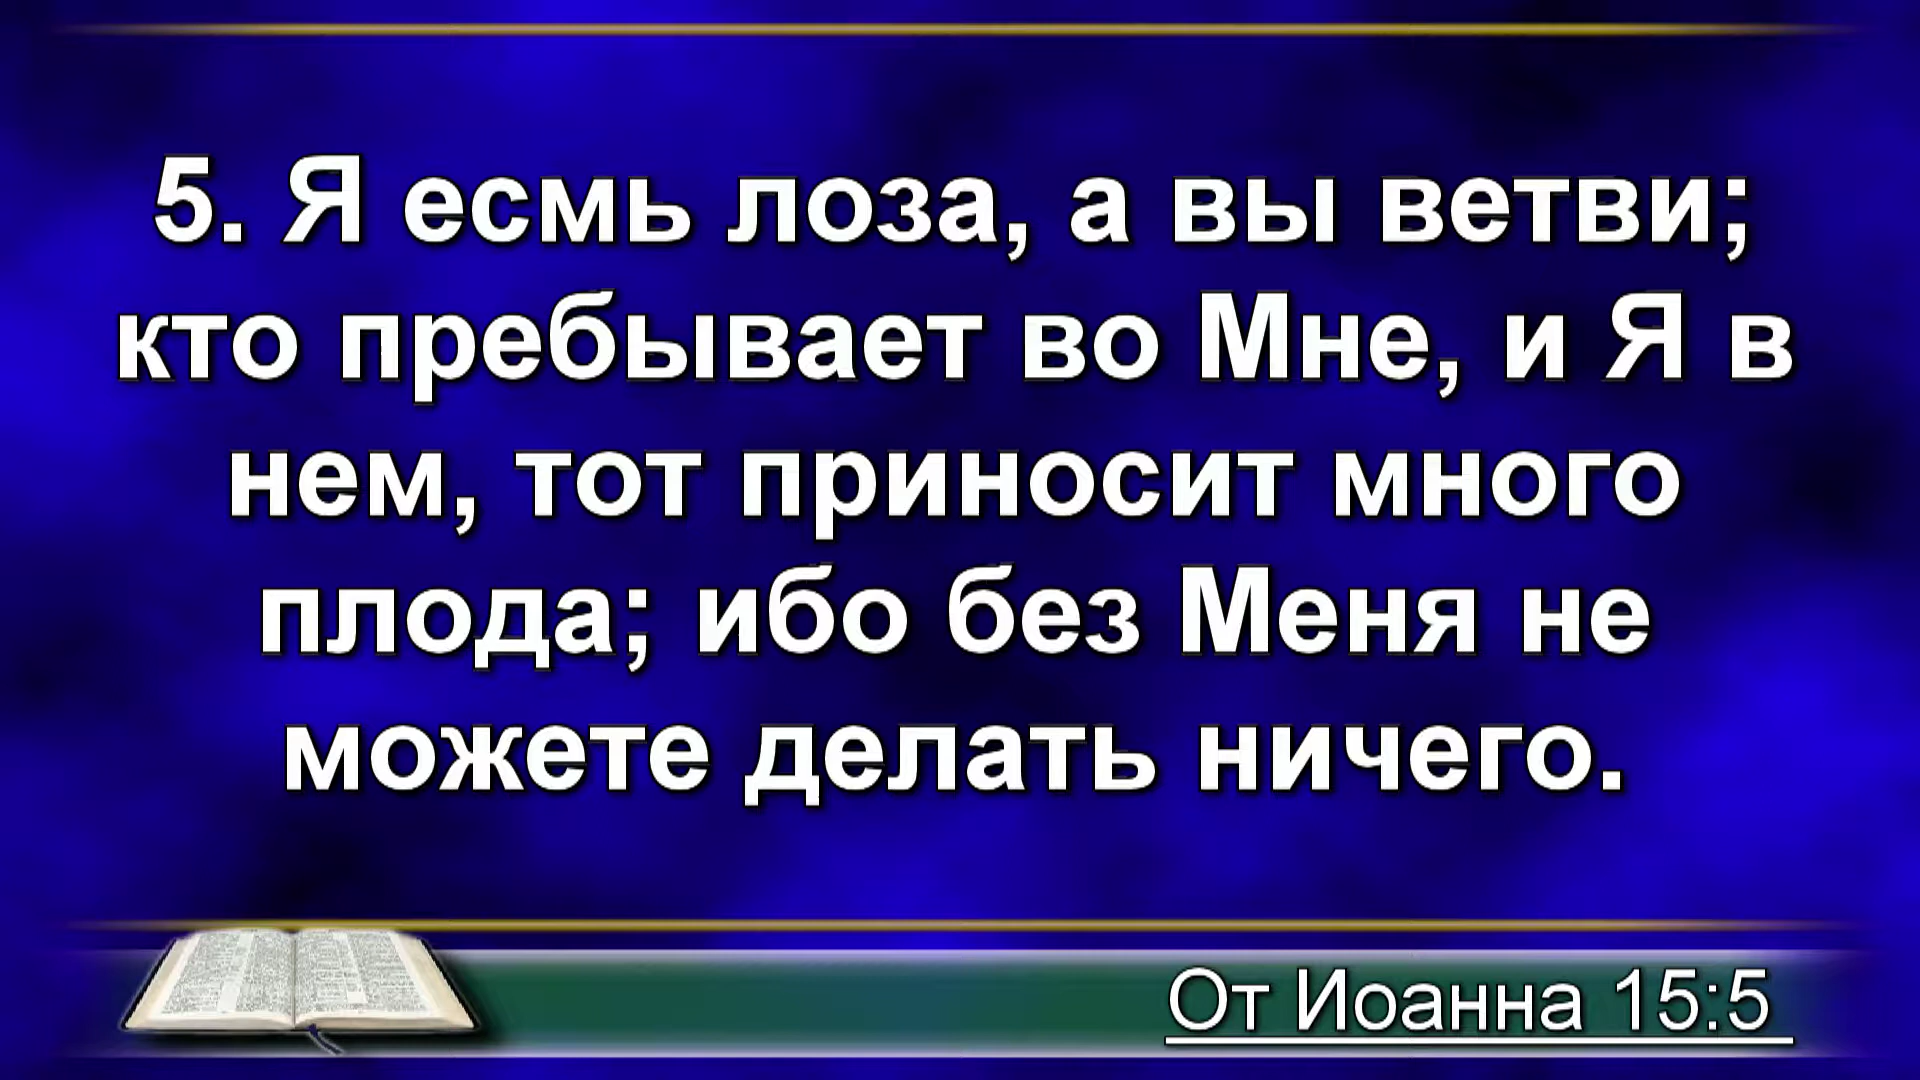 5. Я есмь лоза, а вы ветви;
кто пребывает во Мне, и Я в
нем, тот приносит много
плода; ибо без Меня не
можете делать ничего.
От Иоанна 15:5